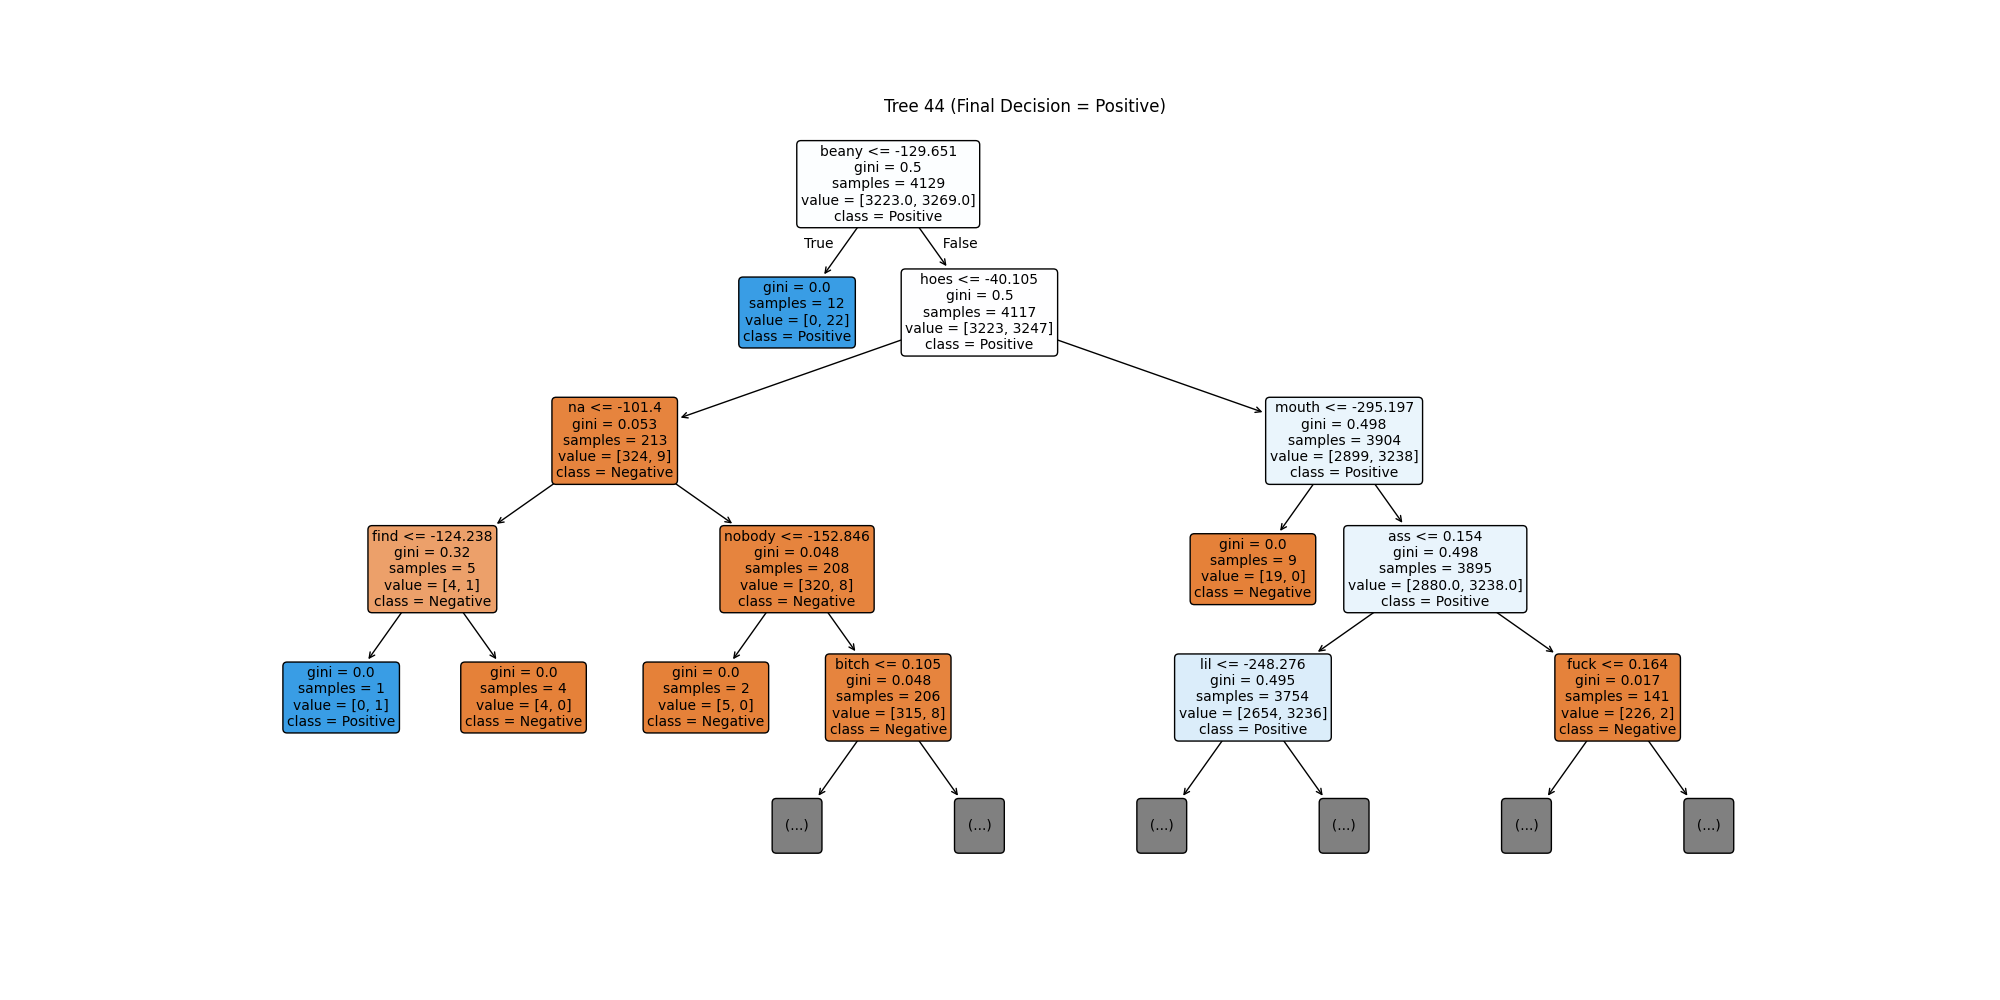 Tree 44 (Final Decision = Positive)
beany <= -129.651
gini = 0.5
samples = 4129
value = [3223.0, 3269.0]
class = Positive
True
False
gini = 0.0
samples = 12
value = [0, 22]
class = Positive
hoes <= -40.105
gini = 0.5
samples = 4117
value = [3223, 3247]
class = Positive
na <= -101.4
gini = 0.053
samples = 213
value = [324, 9]
class = Negative
mouth <= -295.197
gini = 0.498
samples = 3904
value = [2899, 3238]
class = Positive
find <= -124.238
gini = 0.32
samples = 5
value = [4, 1]
class = Negative
nobody <= -152.846
gini = 0.048
samples = 208
value = [320, 8]
class = Negative
gini = 0.0
samples = 9
value = [19, 0]
class = Negative
ass <= 0.154
gini = 0.498
samples = 3895
value = [2880.0, 3238.0]
class = Positive
gini = 0.0
samples = 1
value = [0, 1]
class = Positive
gini = 0.0
samples = 4
value = [4, 0]
class = Negative
gini = 0.0
samples = 2
value = [5, 0]
class = Negative
bitch <= 0.105
gini = 0.048
samples = 206
value = [315, 8]
class = Negative
lil <= -248.276
gini = 0.495
samples = 3754
value = [2654, 3236]
class = Positive
fuck <= 0.164
gini = 0.017
samples = 141
value = [226, 2]
class = Negative
(...)
(...)
(...)
(...)
(...)
(...)